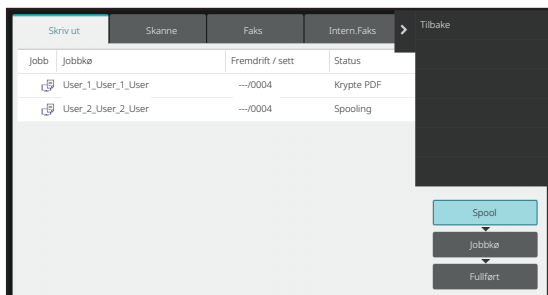 Skriv ut Skanne Faks Intern.Faks Tilbake
Jobb Jobbkø Fremdrift / sett Status
User_1_User_1_User ---/0004 Krypte PDF
User_2_User_2_User ---/0004 Spooling
Spool
Jobbkø
Fullført